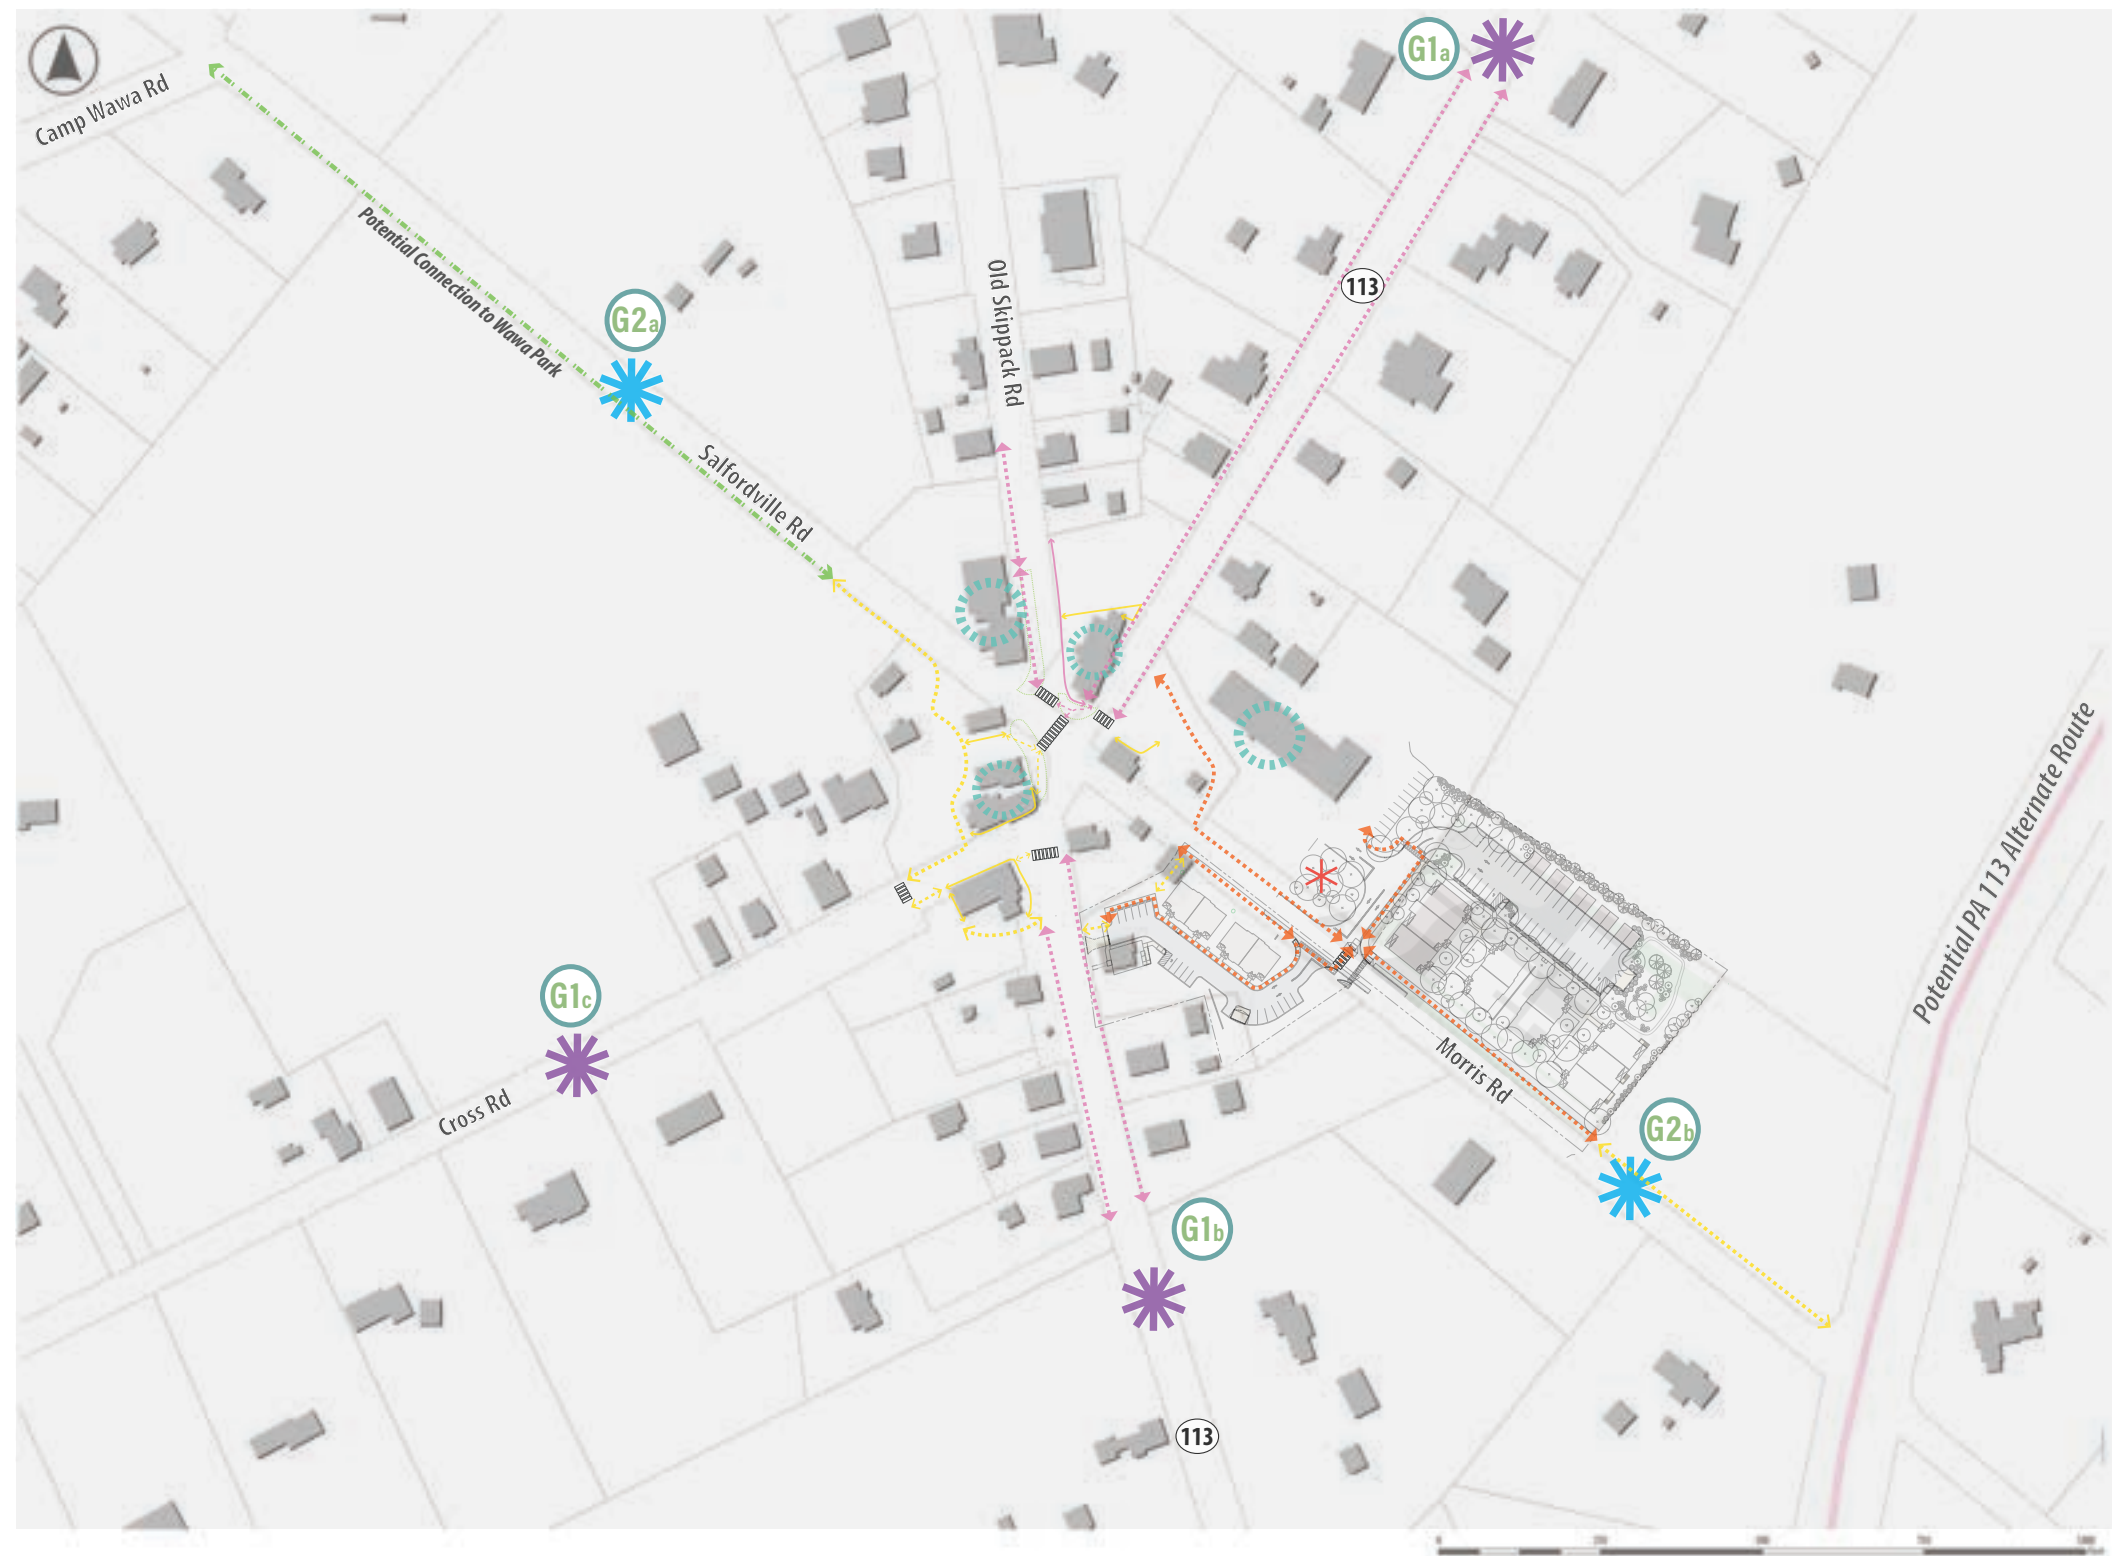 G1a
Camp Wawa Rd
Potential Connection to Wawa Park
Old Skippack Rd
113
G2a
Salfordville Rd
Potential PA 113 Alternate Route
G1c
Cross Rd
Morris Rd
G2b
G1b
113